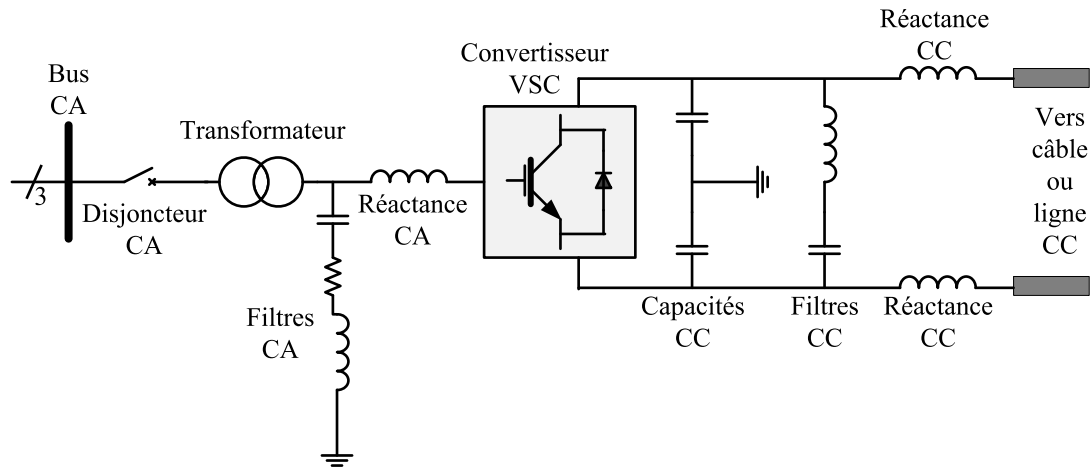 Réactance
CC
Convertisseur
VSC
Bus
CA
Transformateur
Vers
câble
ou
ligne
CC
3
Disjoncteur
CA
Réactance
CA
Filtres
CA
Capacités
CC
Filtres
CC
Réactance
CC